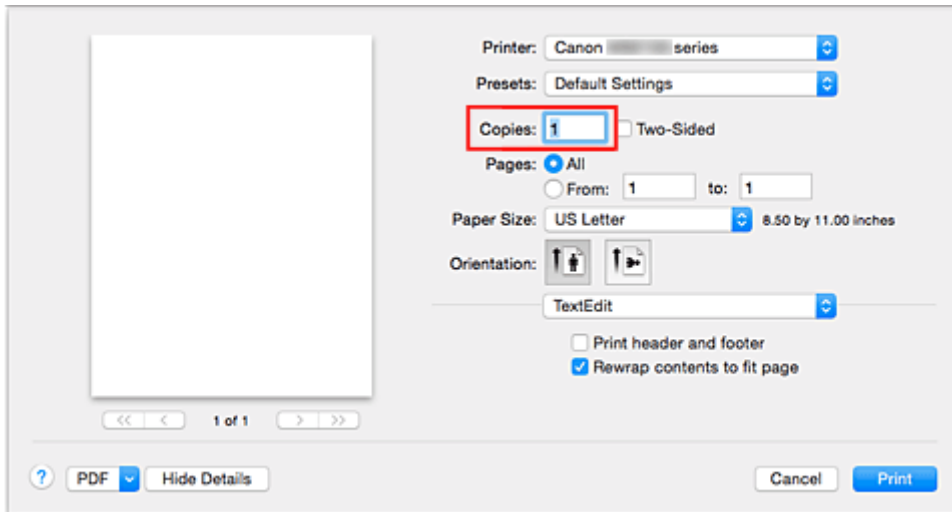 Printer: Canon series
Presets: Default Settings
Copies: 1 Two-Sided
Pages: All
From: 1 to: 1
Paper Size: US Letter 8.50 by 11.00 inches
Orientation:
TextEdit
Print header and footer
Rewrap contents to fit page
<< < 1 of 1 > >>
? PDF Hide Details Cancel Print